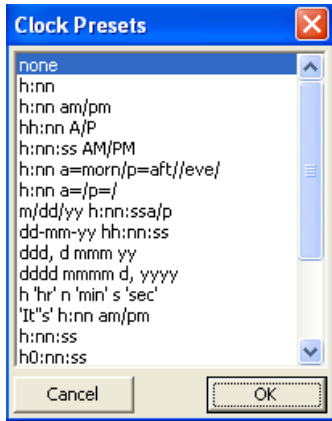 Clock Presets
none
h:nn
h:nn am/pm
hh:nn A/P
h:nn:ss AM/PM
h:nn a=morn/p=aft//eve/
h:nn a=/p=/
m/dd/yy h:nn:ssa/p
dd-mm-yy hh:nn:ss
ddd, d mmm yy
dddd mmmm d, yyyy
h 'hr' n 'min' s 'sec'
'It''s' h:nn am/pm
h:nn:ss
h0:nn:ss
Cancel
OK